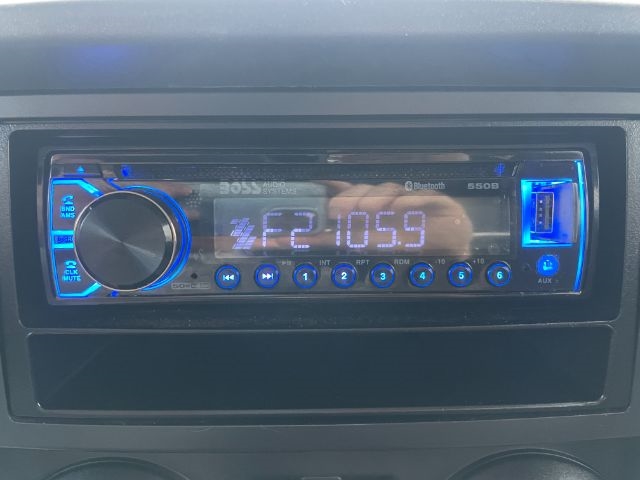 BOSS AUDIO SYSTEMS
Bluetooth 550B
BND AMS
F2 105.9
CLK MUTE
INT RPT RDM -10 +10
1 2 3 4 5 6
AUX